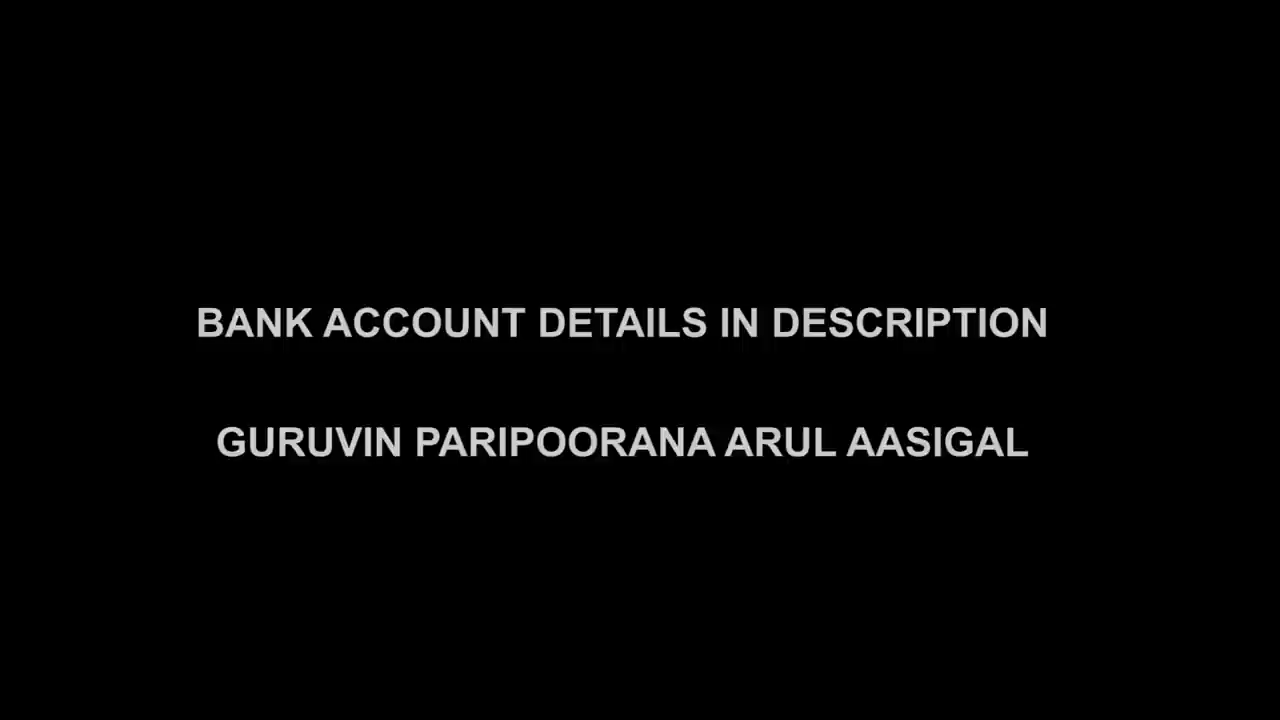 BANK ACCOUNT DETAILS IN DESCRIPTION
GURUVIN PARIPOORANA ARUL AASIGAL